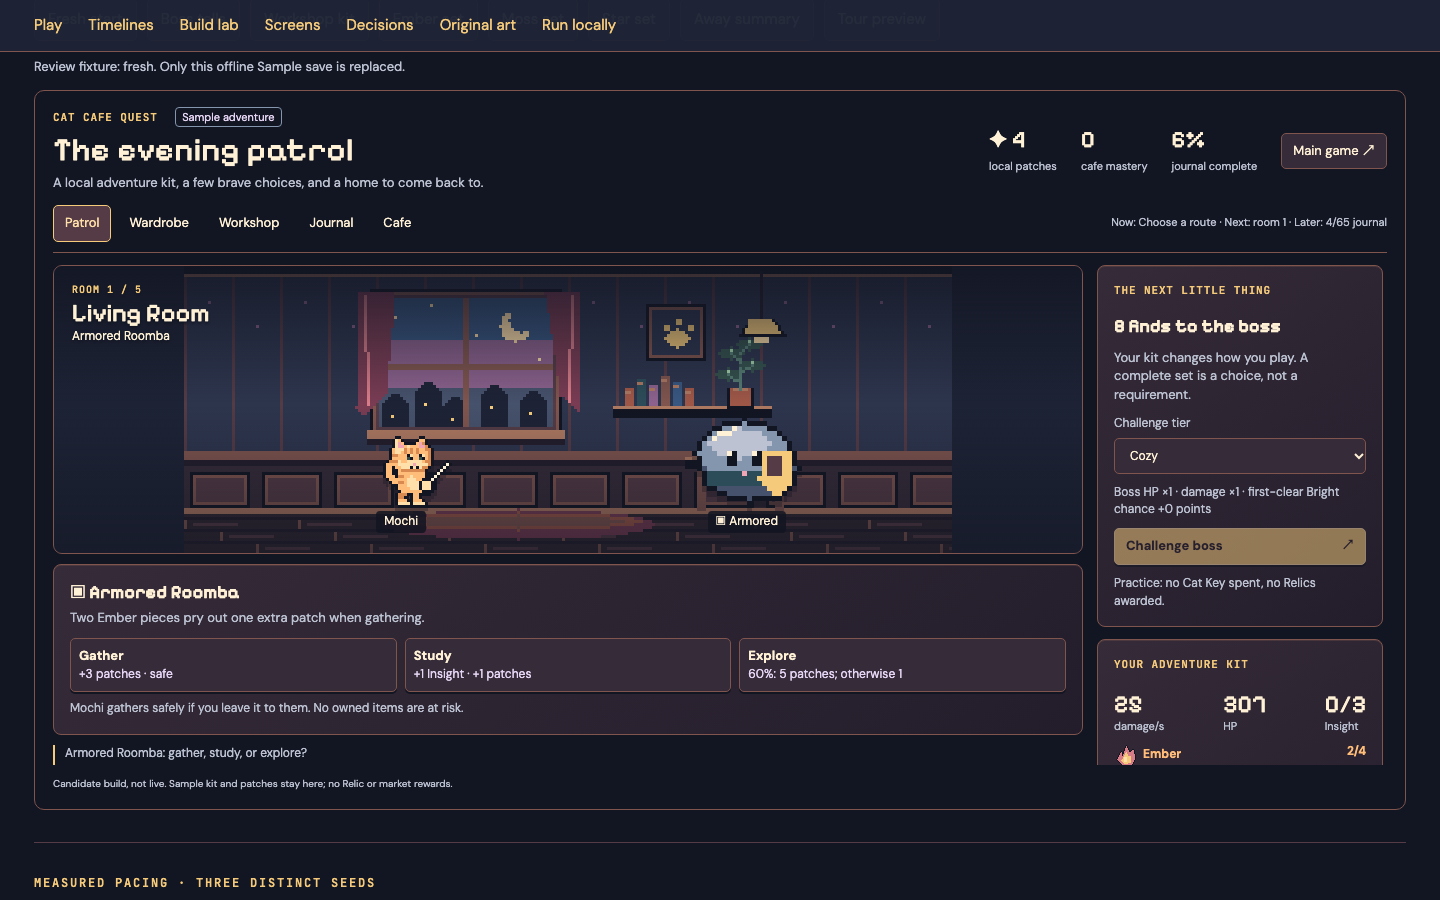 Play Timelines Build lab Screens Decisions Original art Run locally
Away summary Tour preview
Review fixture: fresh. Only this offline Sample save is replaced.
CAT CAFE QUEST Sample adventure
The evening patrol
A local adventure kit, a few brave choices, and a home to come back to.
✦ 4
local patches
0
cafe mastery
6%
journal complete
Main game ↗
Patrol Wardrobe Workshop Journal Cafe
Now: Choose a route · Next: room 1 · Later: 4/65 journal
ROOM 1 / 5
Living Room
Armored Roomba
Mochi
▣ Armored
▣ Armored Roomba
Two Ember pieces pry out one extra patch when gathering.
Gather
+3 patches · safe
Study
+1 Insight · +1 patches
Explore
60%: 5 patches; otherwise 1
Mochi gathers safely if you leave it to them. No owned items are at risk.
Armored Roomba: gather, study, or explore?
Candidate build, not live. Sample kit and patches stay here; no Relic or market rewards.
THE NEXT LITTLE THING
8 Ands to the boss
Your kit changes how you play. A
complete set is a choice, not a
requirement.
Challenge tier
Cozy
Boss HP ×1 · damage ×1 · first-clear Bright
chance +0 points
Challenge boss ↗
Practice: no Cat Key spent, no Relics
awarded.
YOUR ADVENTURE KIT
28
damage/s
307
HP
0/3
Insight
Ember 2/4
MEASURED PACING · THREE DISTINCT SEEDS